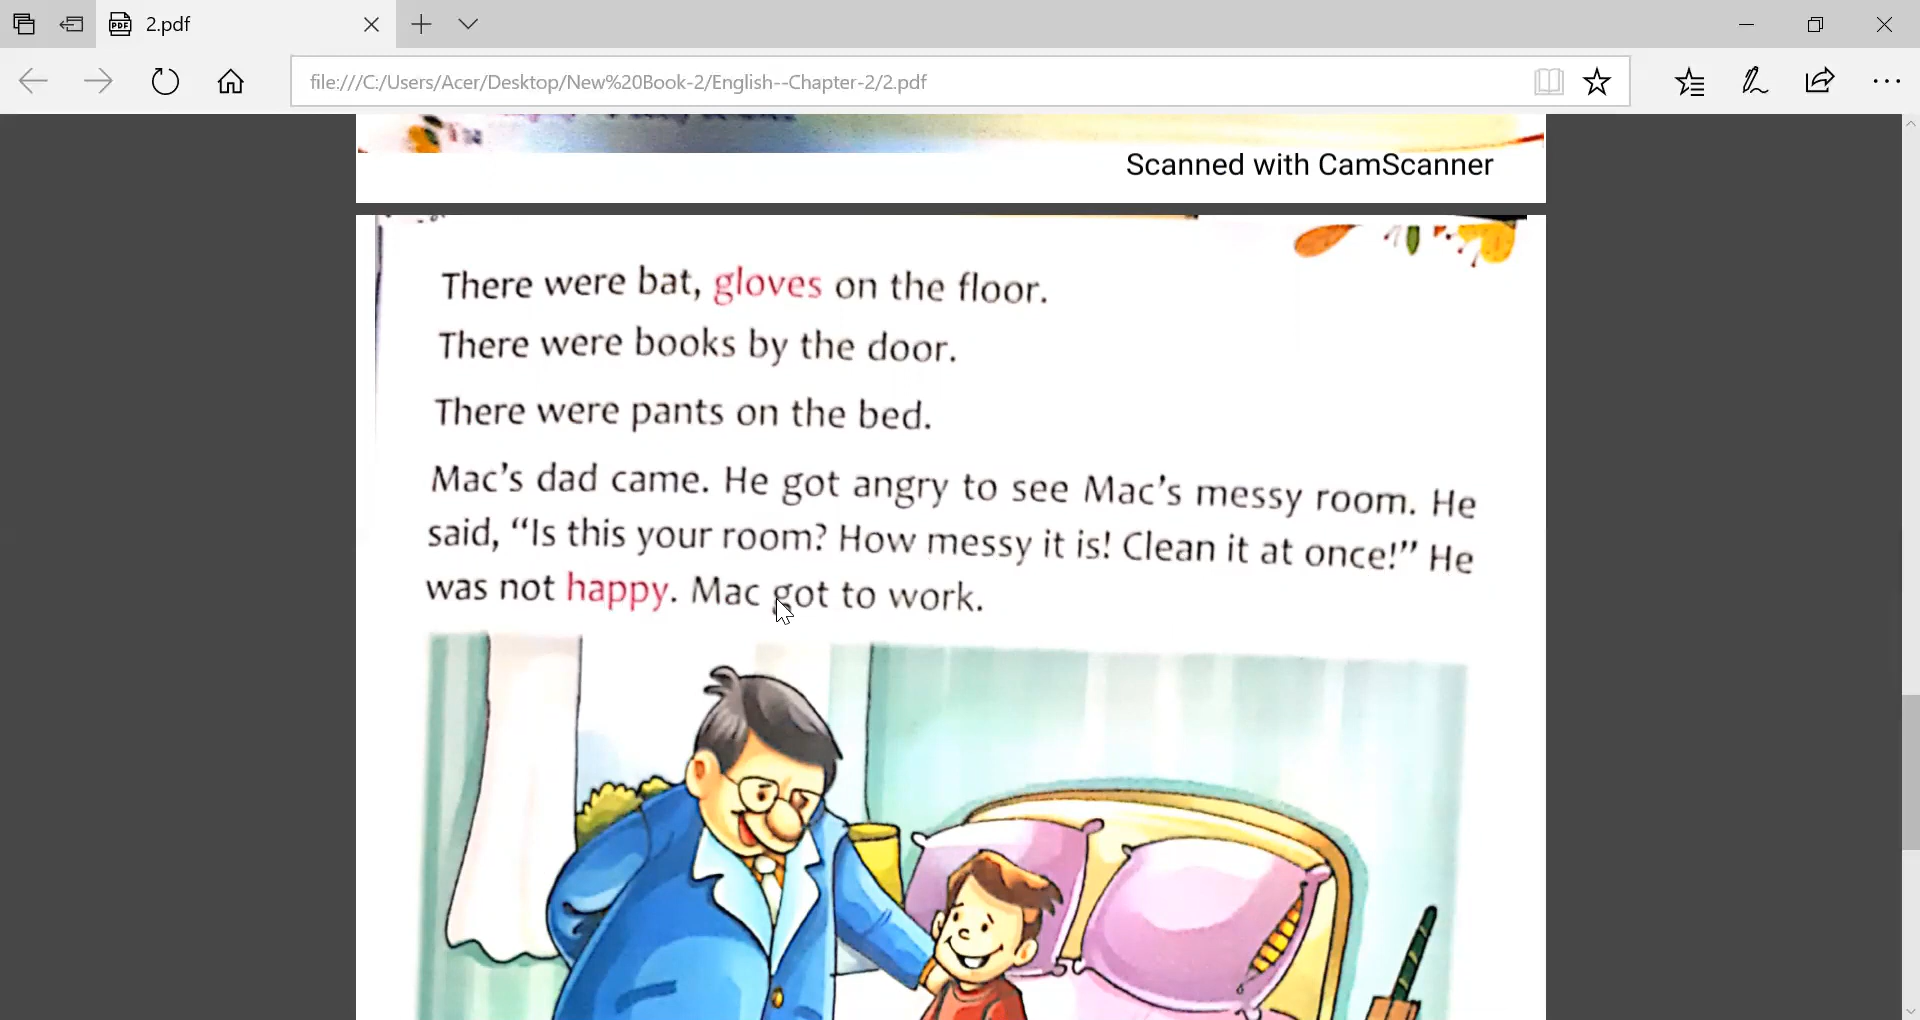 2.pdf
file:///C:/Users/Acer/Desktop/New%20Book-2/English--Chapter-2/2.pdf
Scanned with CamScanner
There were bat, gloves on the floor.
There were books by the door.
There were pants on the bed.
Mac's dad came. He got angry to see Mac's messy room. He
said, “Is this your room? How messy it is! Clean it at once!” He
was not happy. Mac got to work.